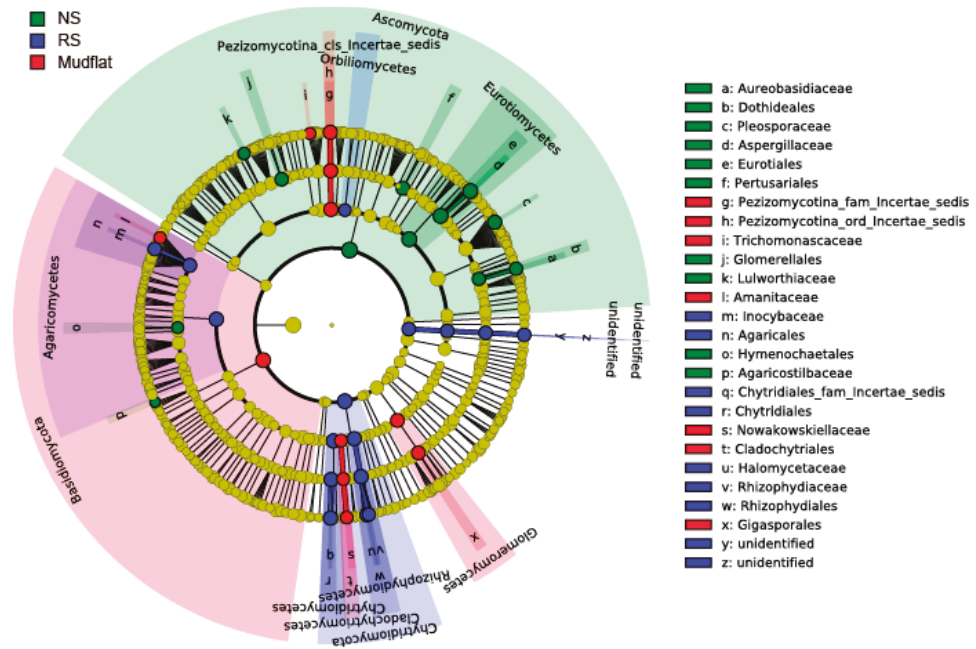 NS
RS
Mudflat
Ascomycota
Pezizomycotina_cls_Incertae_sedis
Orbiliomycetes
h
g
i
j
k
f
Eurotiomycetes
e
d
c
b
a
unidentified
unidentified
y
z
n
m
l
Agaricomycetes
o
p
Basidiomycota
q
r
s
t
vu
w
x
Glomeromycetes
Rhizophydiomycetes
Chytridiomycetes
Cladochytriomycetes
Chytridiomycota
a: Aureobasidiaceae
b: Dothideales
c: Pleosporaceae
d: Aspergillaceae
e: Eurotiales
f: Pertusariales
g: Pezizomycotina_fam_Incertae_sedis
h: Pezizomycotina_ord_Incertae_sedis
i: Trichomonascaceae
j: Glomerellales
k: Lulworthiaceae
l: Amanitaceae
m: Inocybaceae
n: Agaricales
o: Hymenochaetales
p: Agaricostilbaceae
q: Chytridiales_fam_Incertae_sedis
r: Chytridiales
s: Nowakowskiellaceae
t: Cladochytriales
u: Halomycetaceae
v: Rhizophydiaceae
w: Rhizophydiales
x: Gigasporales
y: unidentified
z: unidentified